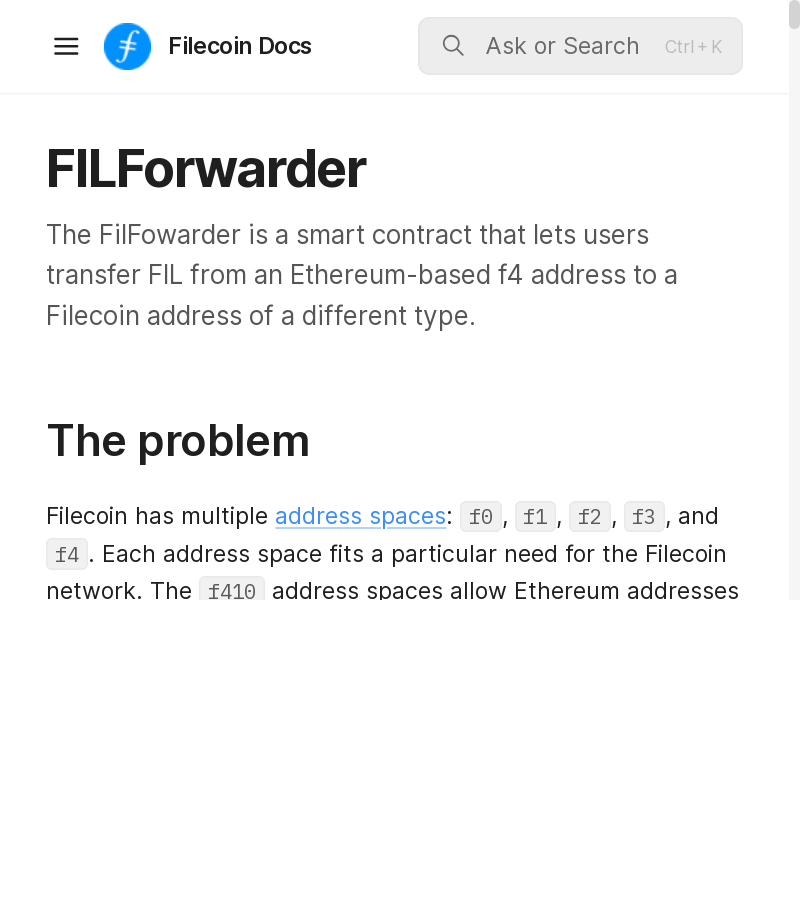 Filecoin Docs
Ask or Search
Ctrl + K
FILForwarder
The FilFowarder is a smart contract that lets users
transfer FIL from an Ethereum-based f4 address to a
Filecoin address of a different type.
The problem
Filecoin has multiple address spaces: f0, f1, f2, f3, and
f4. Each address space fits a particular need for the Filecoin
network. The f410 address spaces allow Ethereum addresses